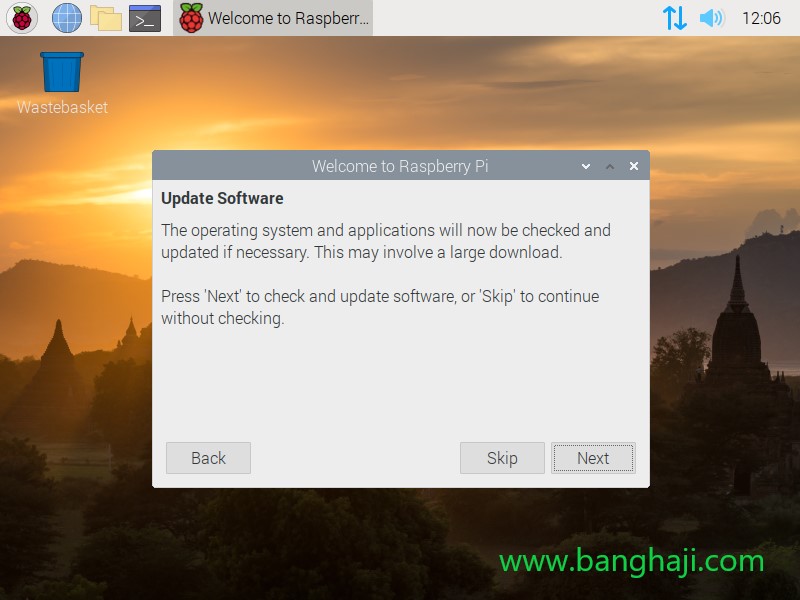 Welcome to Raspberr...
12:06
Wastebasket
Welcome to Raspberry Pi
Update Software
The operating system and applications will now be checked and
updated if necessary. This may involve a large download.
Press 'Next' to check and update software, or 'Skip' to continue
without checking.
Back
Skip
Next
www.banghaji.com